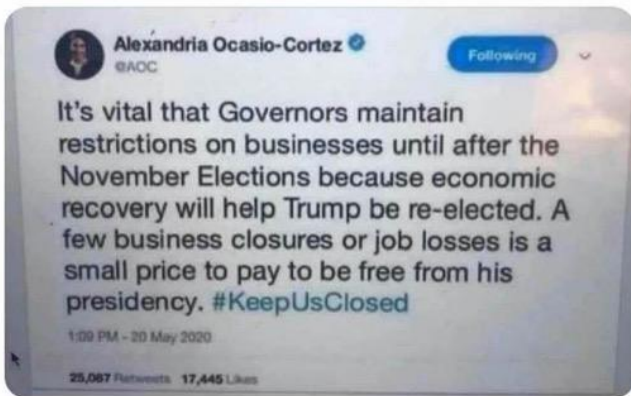 Alexandria Ocasio-Cortez
@AOC
Following
It's vital that Governors maintain
restrictions on businesses until after the
November Elections because economic
recovery will help Trump be re-elected. A
few business closures or job losses is a
small price to pay to be free from his
presidency. #KeepUsClosed
1:09 PM - 20 May 2020
25,067 Retweets 17,445 Likes